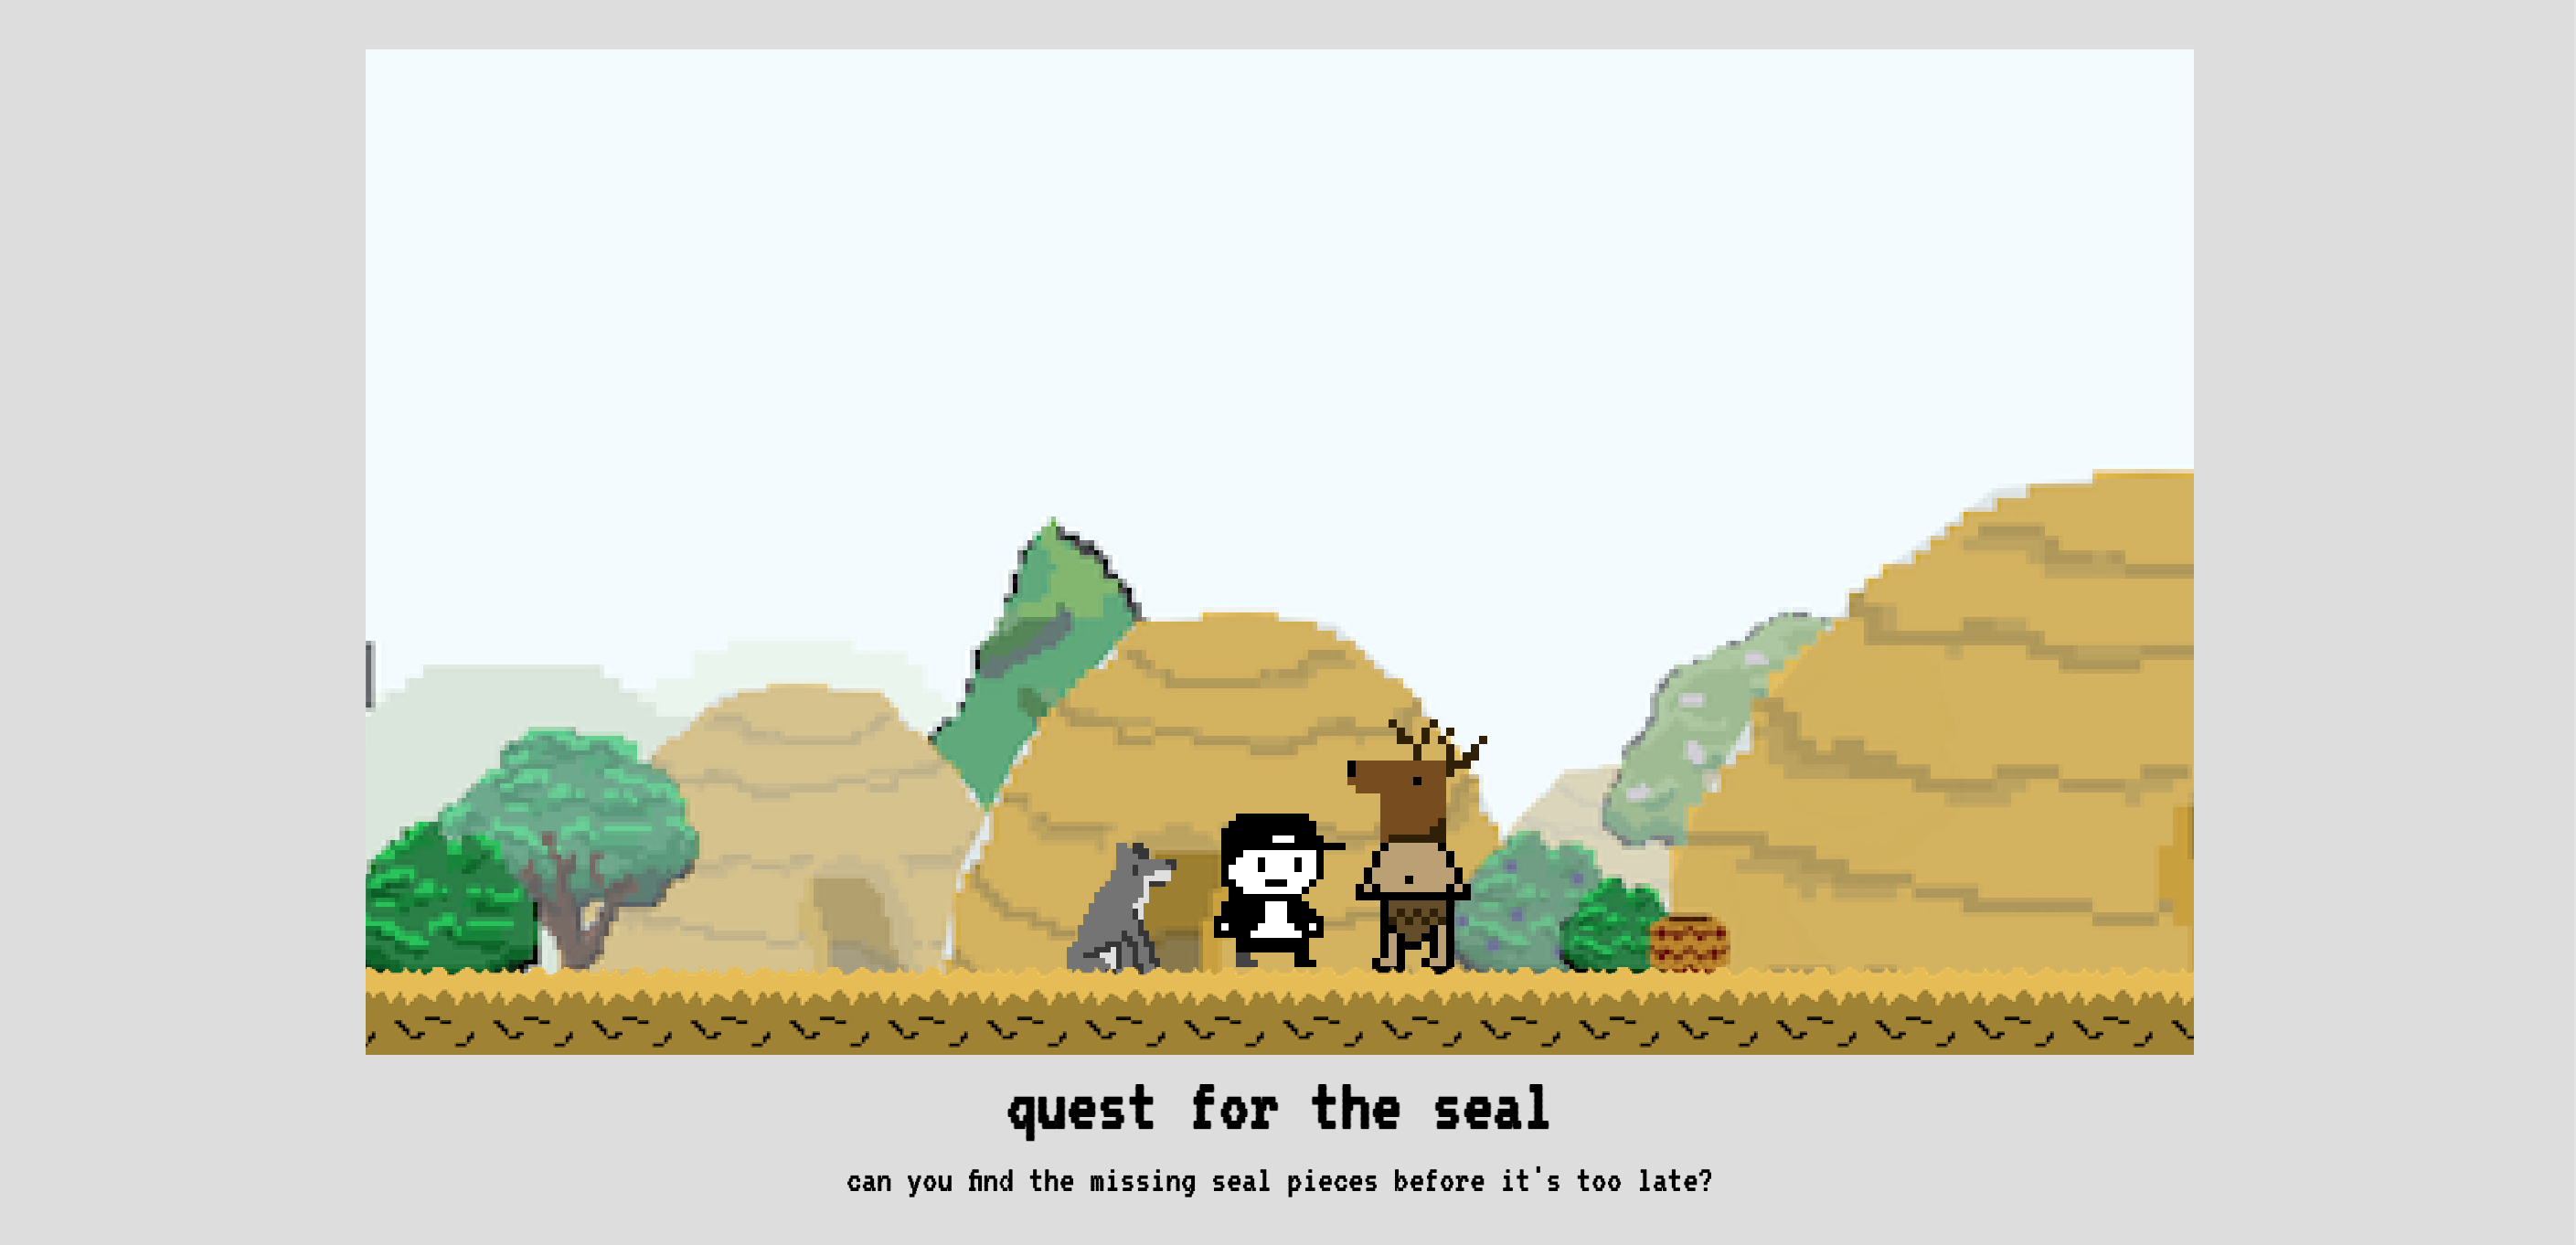 quest for the seal
can you find the missing seal pieces before it's too late?